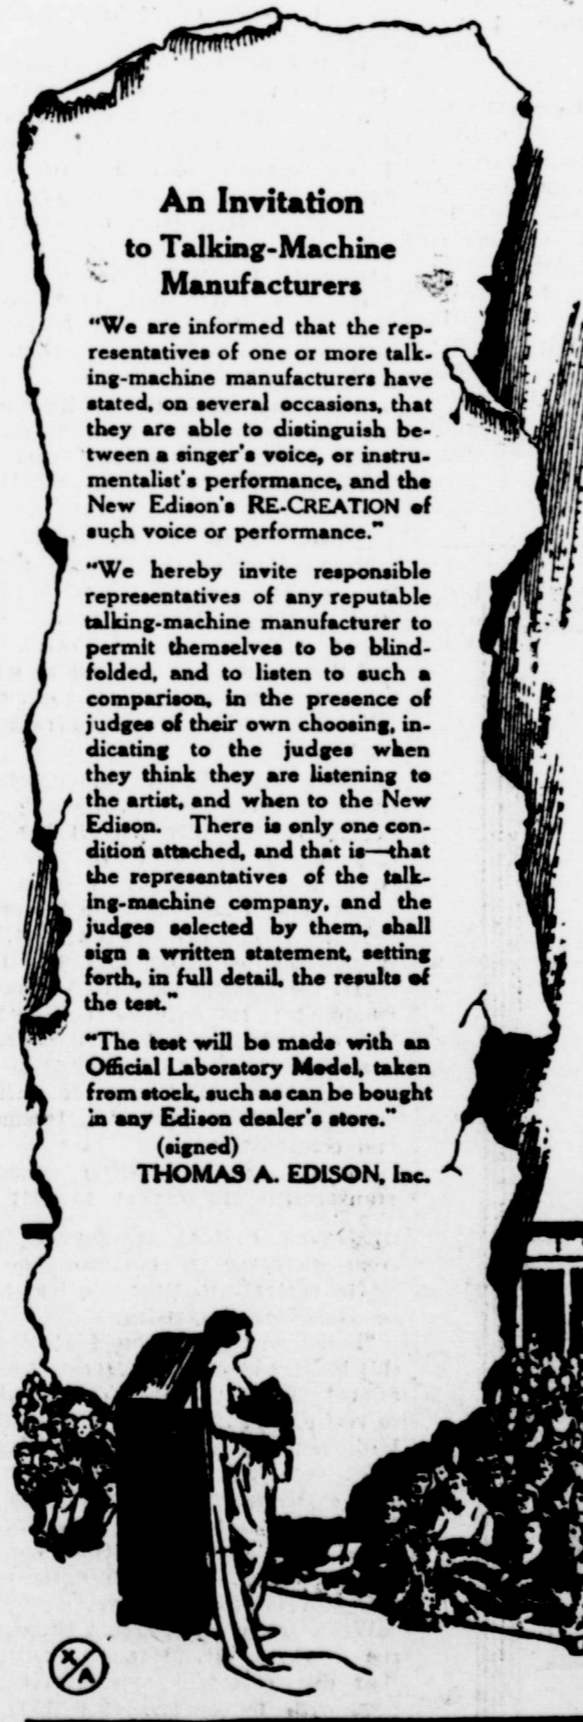 An Invitation
to Talking-Machine
Manufacturers
"We are informed that the rep-
resentatives of one or more talk-
ing-machine manufacturers have
stated, on several occasions, that
they are able to distinguish be-
tween a singer's voice, or instru-
mentalist's performance, and the
New Edison's RE-CREATION of
such voice or performance."
"We hereby invite responsible
representatives of any reputable
talking-machine manufacturer to
permit themselves to be blind-
folded, and to listen to such a
comparison, in the presence of
judges of their own choosing, in-
dicating to the judges when
they think they are listening to
the artist, and when to the New
Edison. There is only one con-
dition attached, and that is—that
the representatives of the talk-
ing-machine company, and the
judges selected by them, shall
sign a written statement, setting
forth, in full detail, the results of
the test."
"The test will be made with an
Official Laboratory Model, taken
from stock, such as can be bought
in any Edison dealer's store."
(signed)
THOMAS A. EDISON, Inc.
X/A